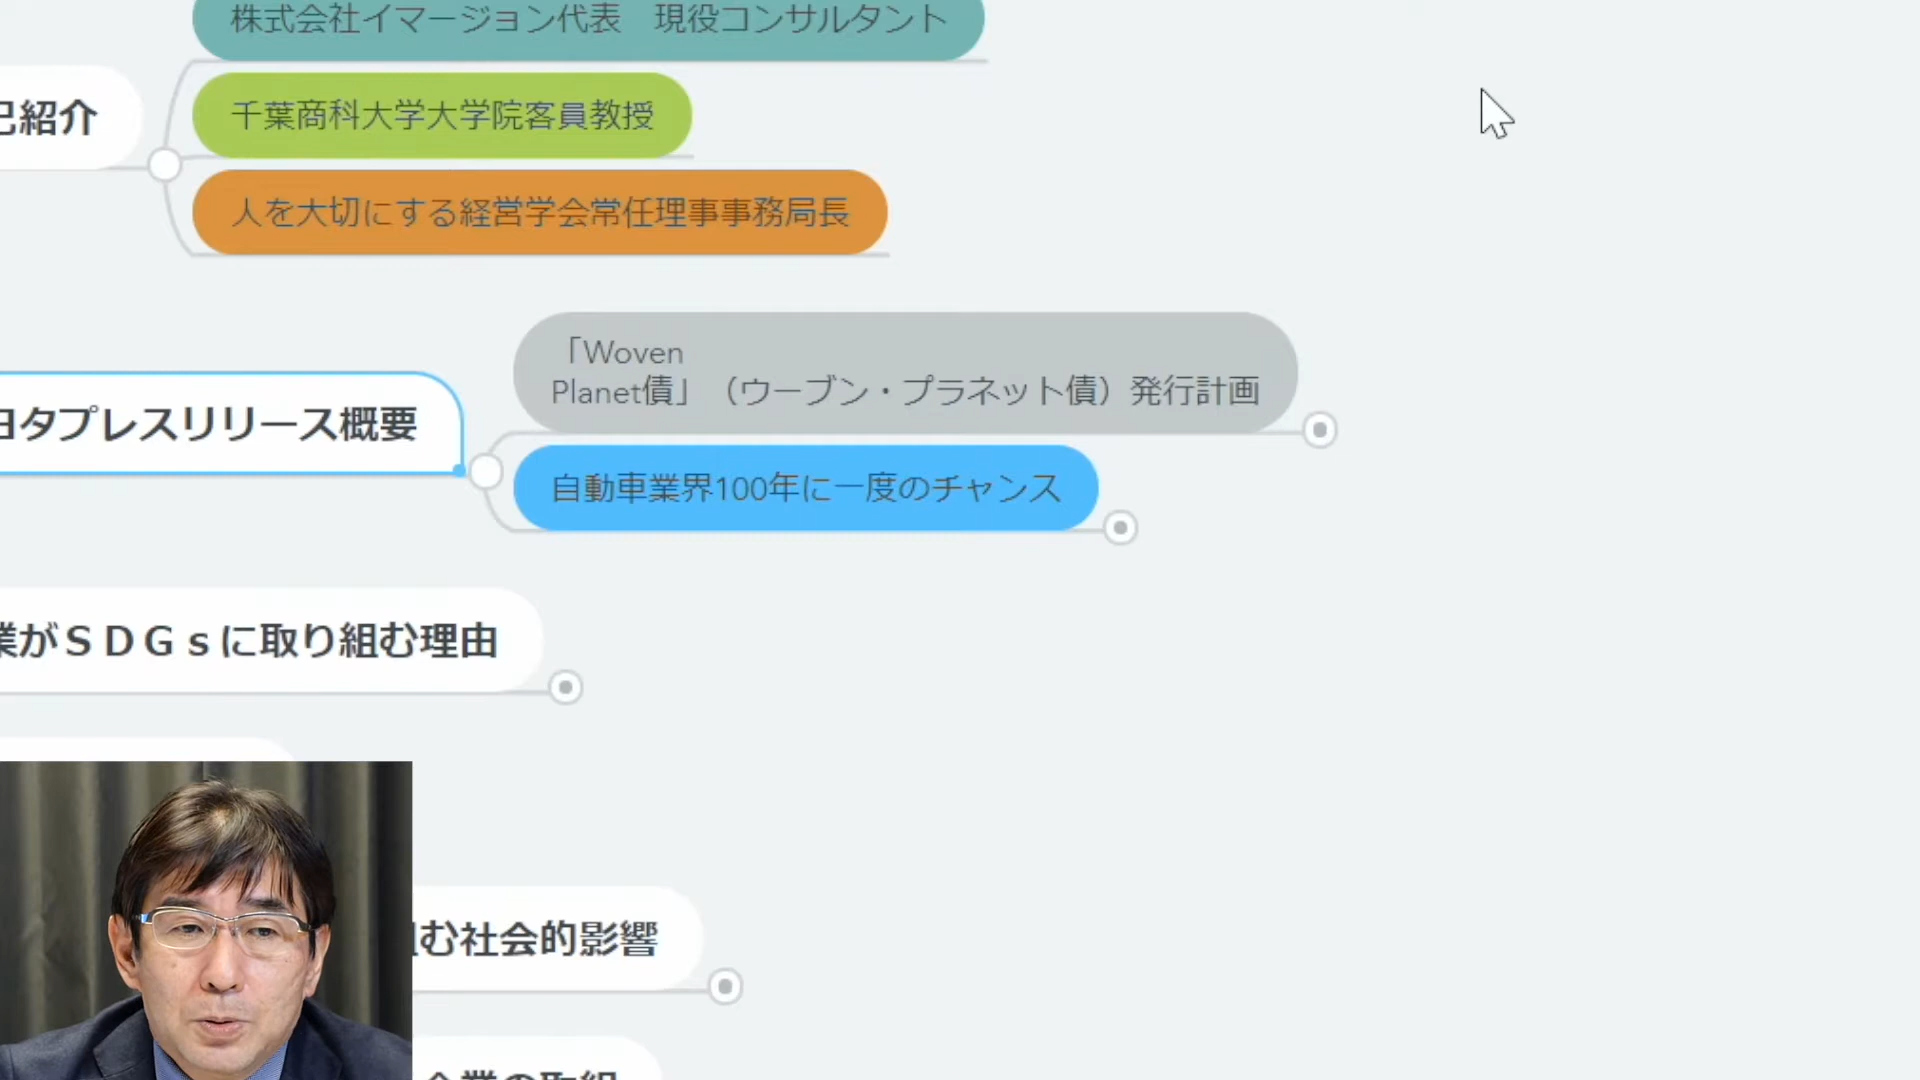 株式会社イマージョン代表　現役コンサルタント
己紹介
千葉商科大学大学院客員教授
人を大切にする経営学会常任理事事務局長
「Woven
Planet債」（ウーブン・プラネット債）発行計画
ヨタプレスリリース概要
自動車業界100年に一度のチャンス
業がＳＤＧｓに取り組む理由
む社会的影響
企業の取組